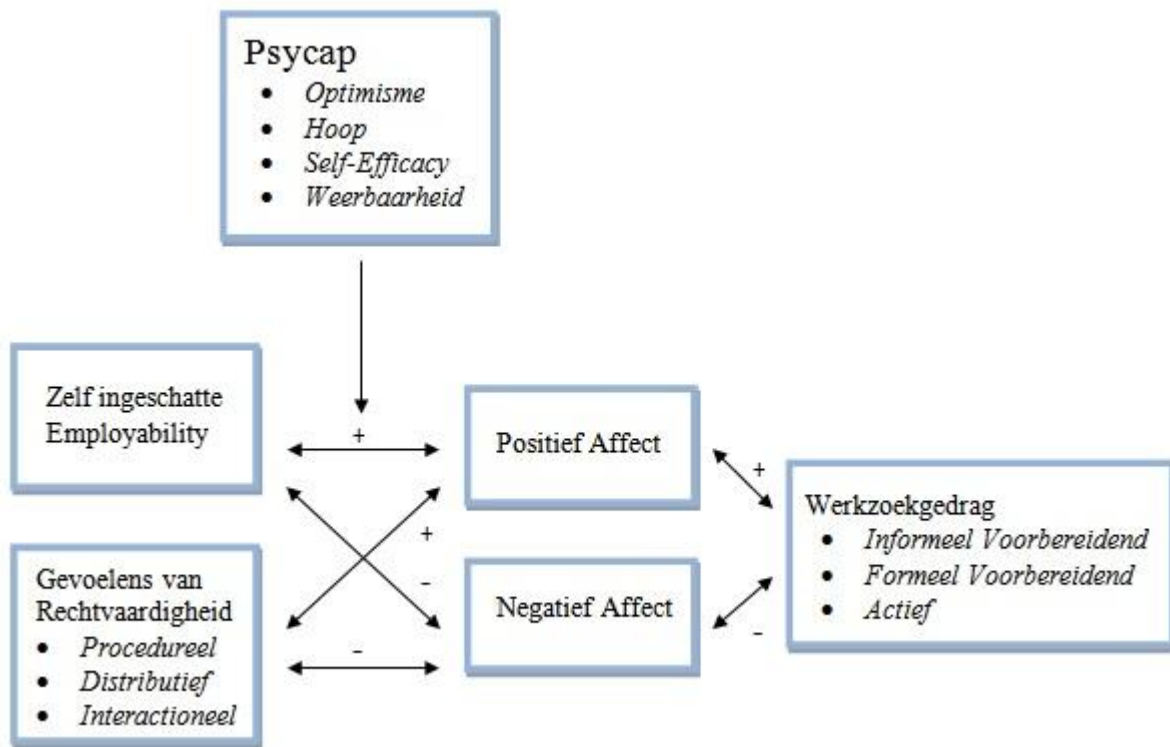 Psycap
• Optimisme
• Hoop
• Self-Efficacy
• Weerbaarheid
Zelf ingeschatte
Employability
+
Positief Affect
+
Werkzoekgedrag
• Informeel Voorbereidend
• Formeel Voorbereidend
• Actief
+
-
Gevoelens van
Rechtvaardigheid
• Procedureel
• Distributief
• Interactioneel
-
Negatief Affect
-